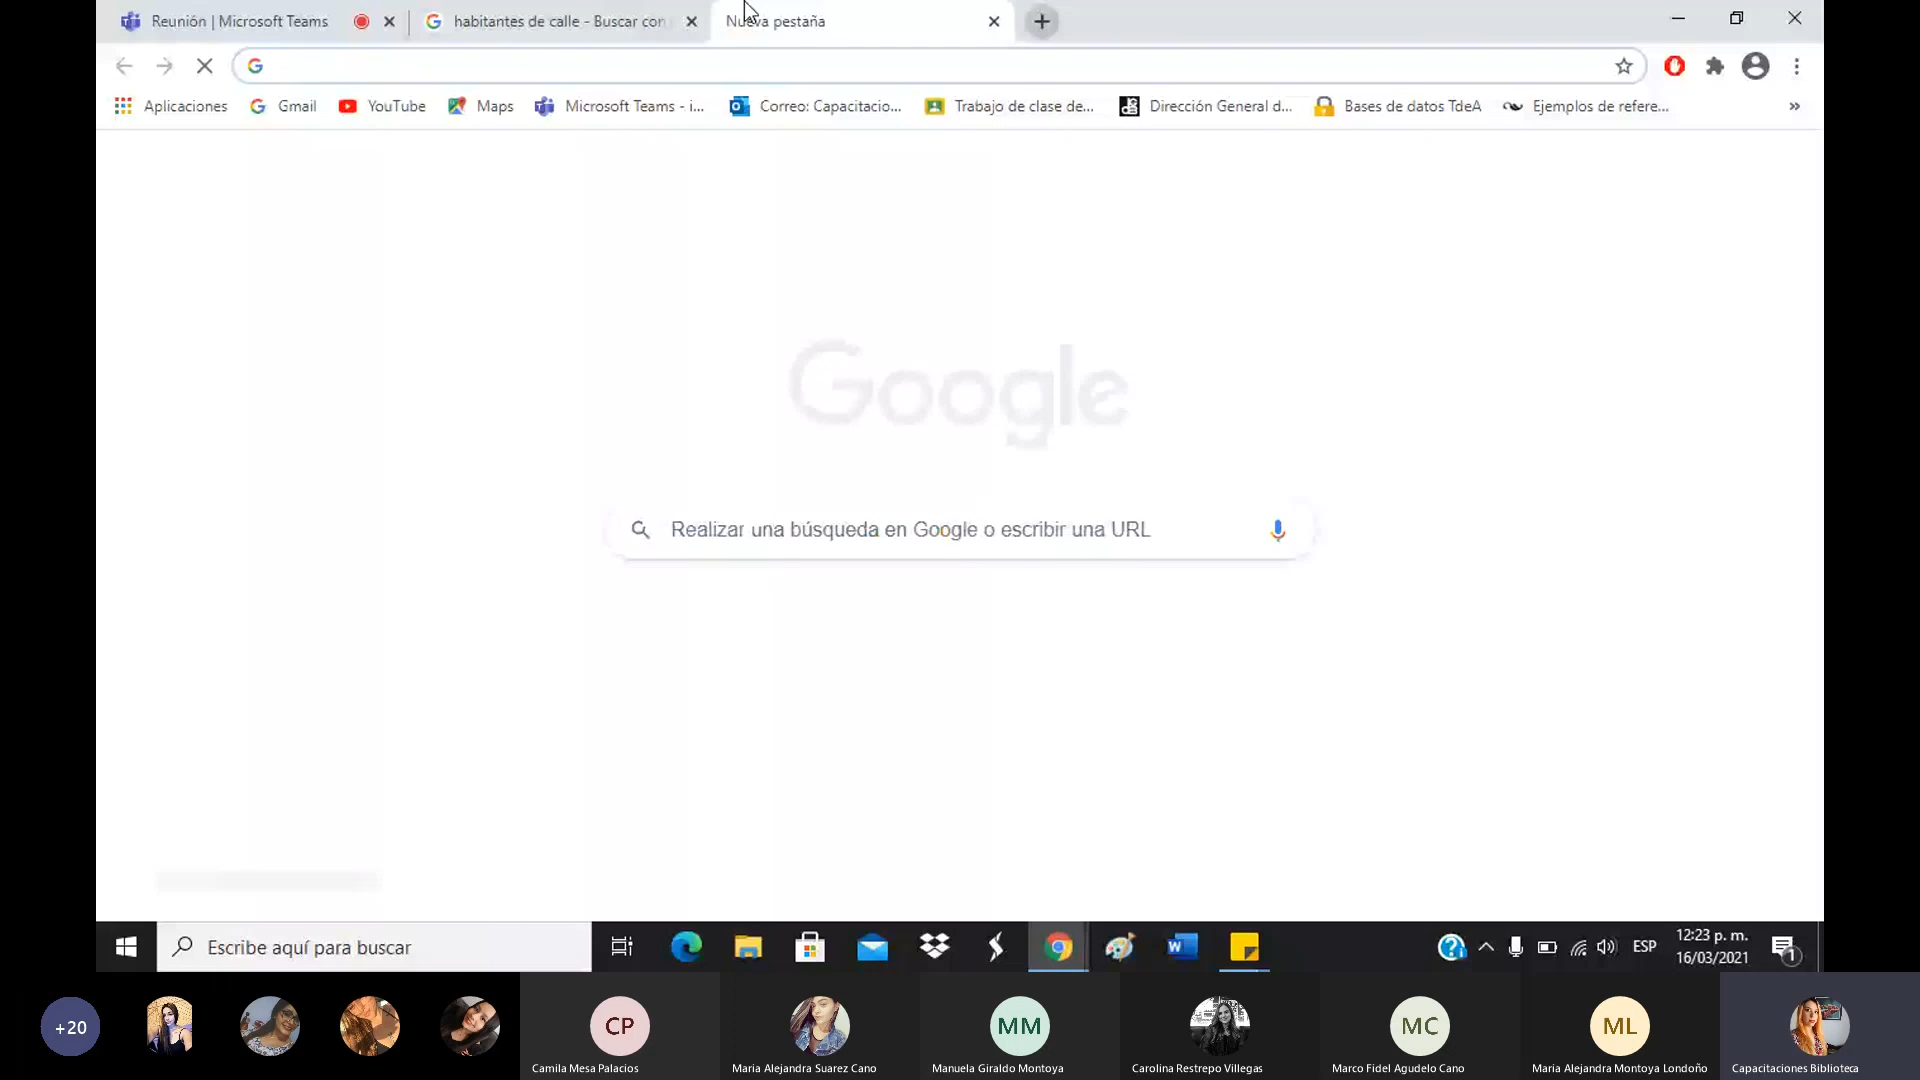 Reunión | Microsoft Teams
habitantes de calle - Buscar con
Nueva pestaña
Aplicaciones
Gmail
YouTube
Maps
Microsoft Teams - i...
Correo: Capacitacio...
Trabajo de clase de...
Dirección General d...
Bases de datos TdeA
Ejemplos de refere...
»
Google
Realizar una búsqueda en Google o escribir una URL
Escribe aquí para buscar
ESP
12:23 p. m.
16/03/2021
1
+20
CP
MM
MC
ML
Camila Mesa Palacios
Maria Alejandra Suarez Cano
Manuela Giraldo Montoya
Carolina Restrepo Villegas
Marco Fidel Agudelo Cano
Maria Alejandra Montoya Londoño
Capacitaciones Biblioteca